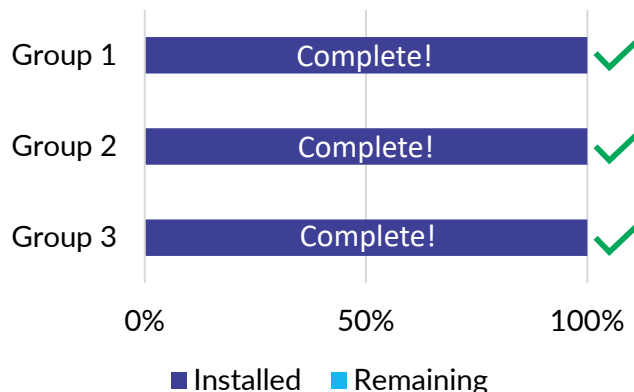 Group 1 Complete!
Group 2 Complete!
Group 3 Complete!
0% 50% 100%
Installed Remaining